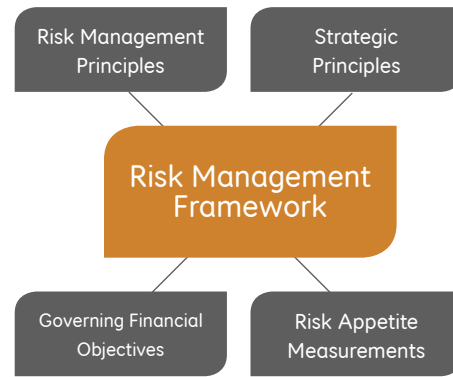 Risk Management
Principles
Strategic
Principles
Risk Management
Framework
Governing Financial
Objectives
Risk Appetite
Measurements